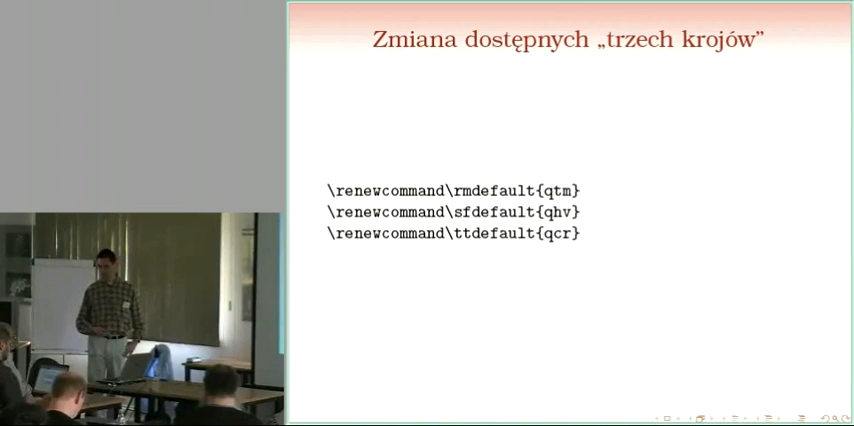 Zmiana dostępnych „trzech krojów”
\renewcommand\rmdefault{qtm}
\renewcommand\sfdefault{qhv}
\renewcommand\ttdefault{qcr}